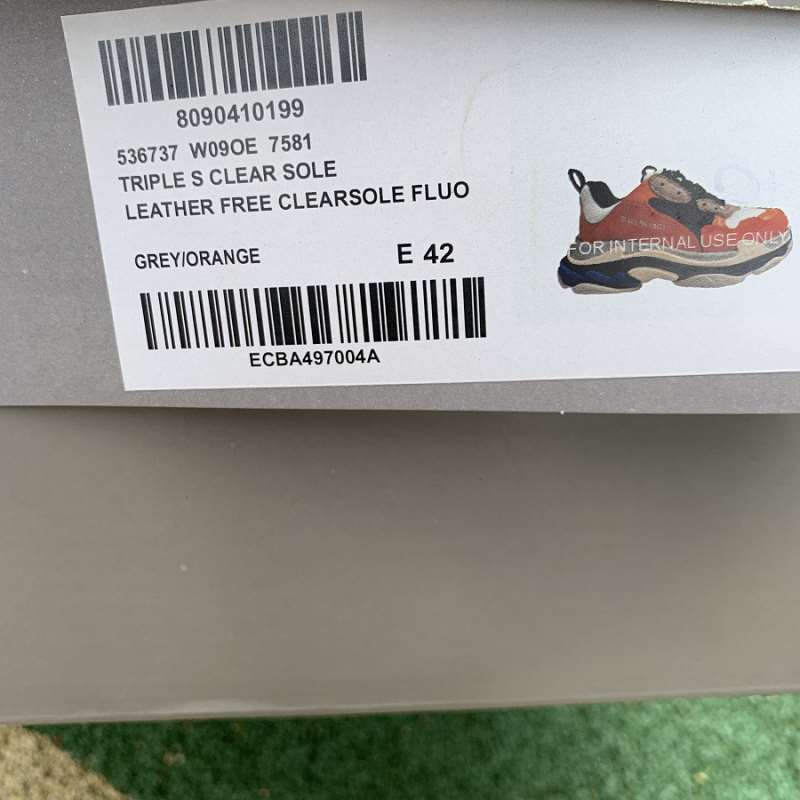 8090410199
536737 W09OE 7581
TRIPLE S CLEAR SOLE
LEATHER FREE CLEARSOLE FLUO
GREY/ORANGE E 42
ECBA497004A
FOR INTERNAL USE ONLY